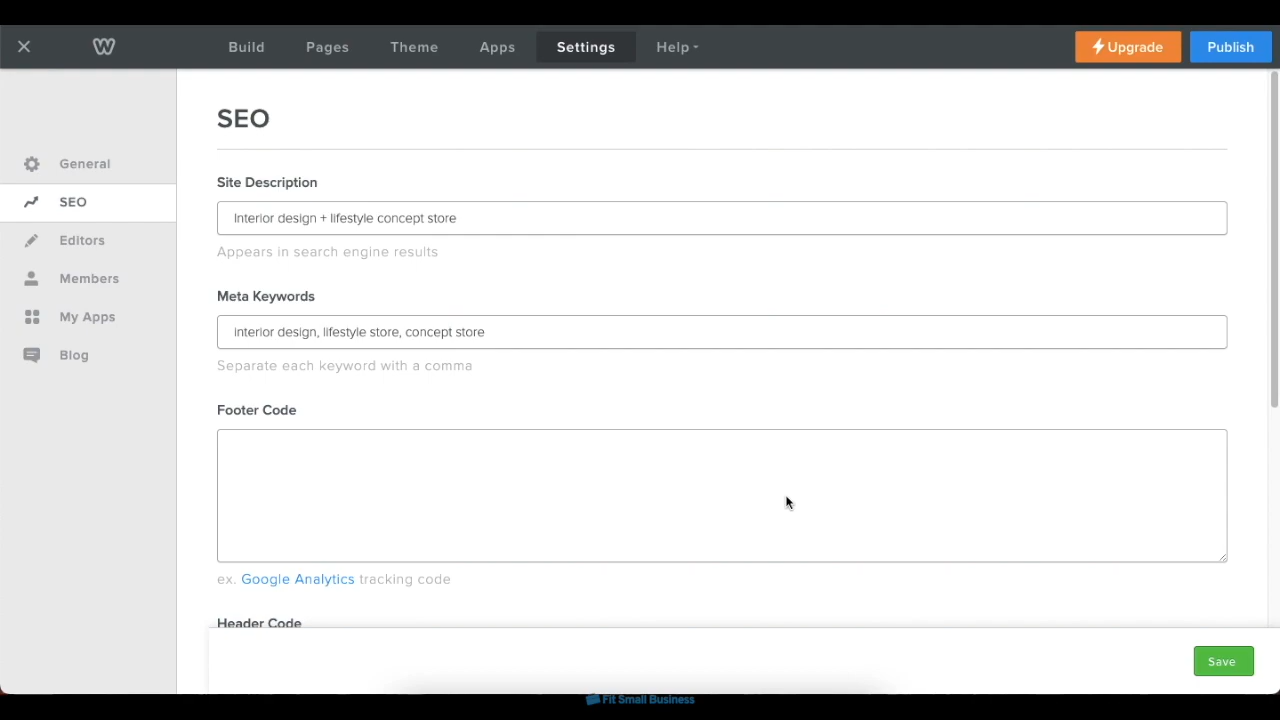 Build Pages Theme Apps Settings Help Upgrade Publish
General
SEO
Editors
Members
My Apps
Blog
SEO
Site Description
Interior design + lifestyle concept store
Appears in search engine results
Meta Keywords
interior design, lifestyle store, concept store
Separate each keyword with a comma
Footer Code
ex. Google Analytics tracking code
Header Code
Save
Fit Small Business